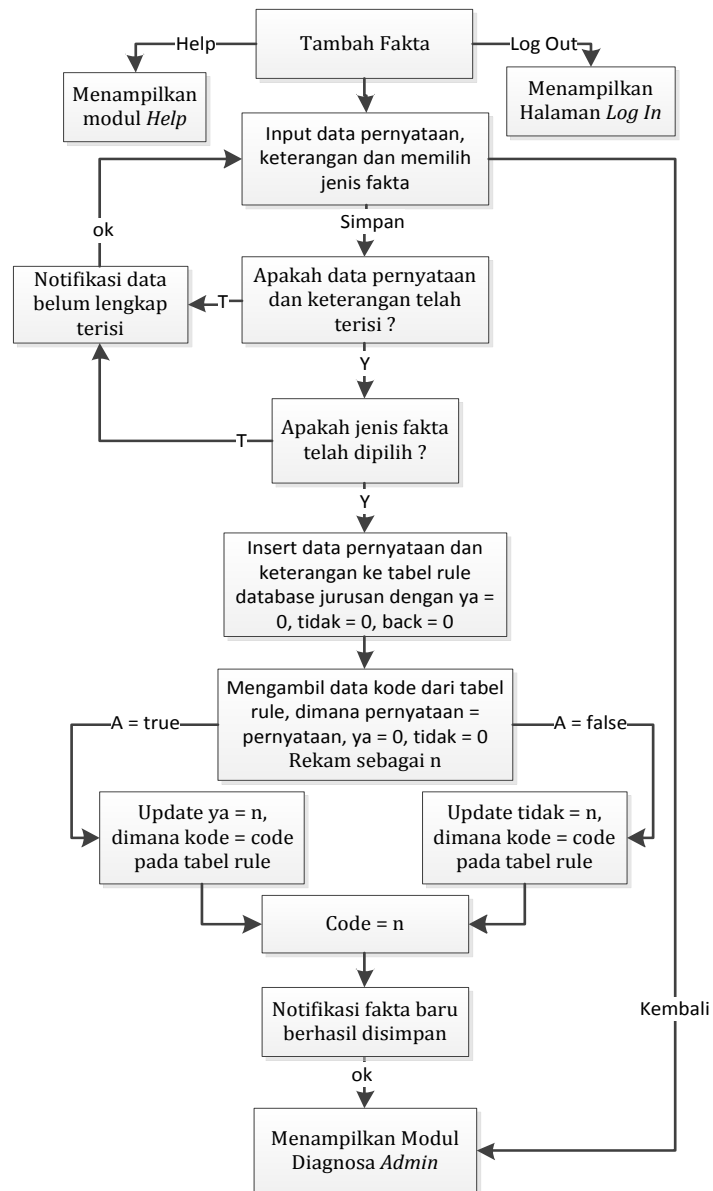 Tambah Fakta
Help
Log Out
Menampilkan
modul Help
Menampilkan
Halaman Log In
Input data pernyataan,
keterangan dan memilih
jenis fakta
Simpan
ok
Notifikasi data
belum lengkap
terisi
T
Apakah data pernyataan
dan keterangan telah
terisi ?
Y
T
Apakah jenis fakta
telah dipilih ?
Y
Insert data pernyataan dan
keterangan ke tabel rule
database jurusan dengan ya =
0, tidak = 0, back = 0
Mengambil data kode dari tabel
rule, dimana pernyataan =
pernyataan, ya = 0, tidak = 0
Rekam sebagai n
A = true
A = false
Update ya = n,
dimana kode = code
pada tabel rule
Update tidak = n,
dimana kode = code
pada tabel rule
Code = n
Notifikasi fakta baru
berhasil disimpan
Kembali
ok
Menampilkan Modul
Diagnosa Admin